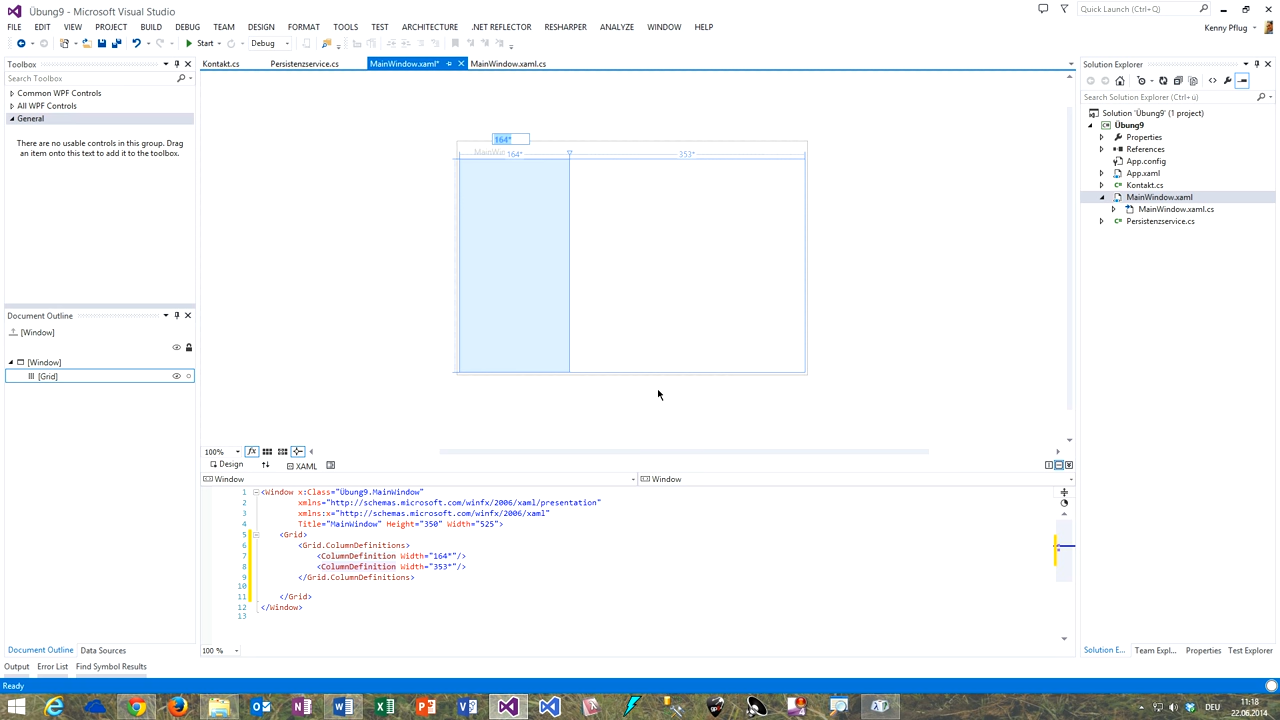 Übung9 - Microsoft Visual Studio
Quick Launch (Ctrl+Q)
FILE EDIT VIEW PROJECT BUILD DEBUG TEAM DESIGN FORMAT TOOLS TEST ARCHITECTURE .NET REFLECTOR RESHARPER ANALYZE WINDOW HELP
Kenny Pflug
Start Debug
Toolbox
Kontakt.cs Persistenzservice.cs MainWindow.xaml* MainWindow.xaml.cs
Solution Explorer
Search Toolbox
Common WPF Controls
All WPF Controls
General
There are no usable controls in this group. Drag
an item onto this text to add it to the toolbox.
Search Solution Explorer (Ctrl+ü)
Solution 'Übung9' (1 project)
Übung9
Properties
References
App.config
App.xaml
Kontakt.cs
MainWindow.xaml
MainWindow.xaml.cs
Persistenzservice.cs
164*
MainWin 164* 353*
Document Outline
[Window]
[Window]
[Grid]
100%
Design XAML
Window Window
1 <Window x:Class="Übung9.MainWindow"
2 xmlns="http://schemas.microsoft.com/winfx/2006/xaml/presentation"
3 xmlns:x="http://schemas.microsoft.com/winfx/2006/xaml"
4 Title="MainWindow" Height="350" Width="525">
5 <Grid>
6 <Grid.ColumnDefinitions>
7 <ColumnDefinition Width="164*"/>
8 <ColumnDefinition Width="353*"/>
9 </Grid.ColumnDefinitions>
10
11 </Grid>
12 </Window>
13
100 %
Document Outline Data Sources
Solution E... Team Expl... Properties Test Explorer
Output Error List Find Symbol Results
Ready
DEU
11:18
22.06.2014